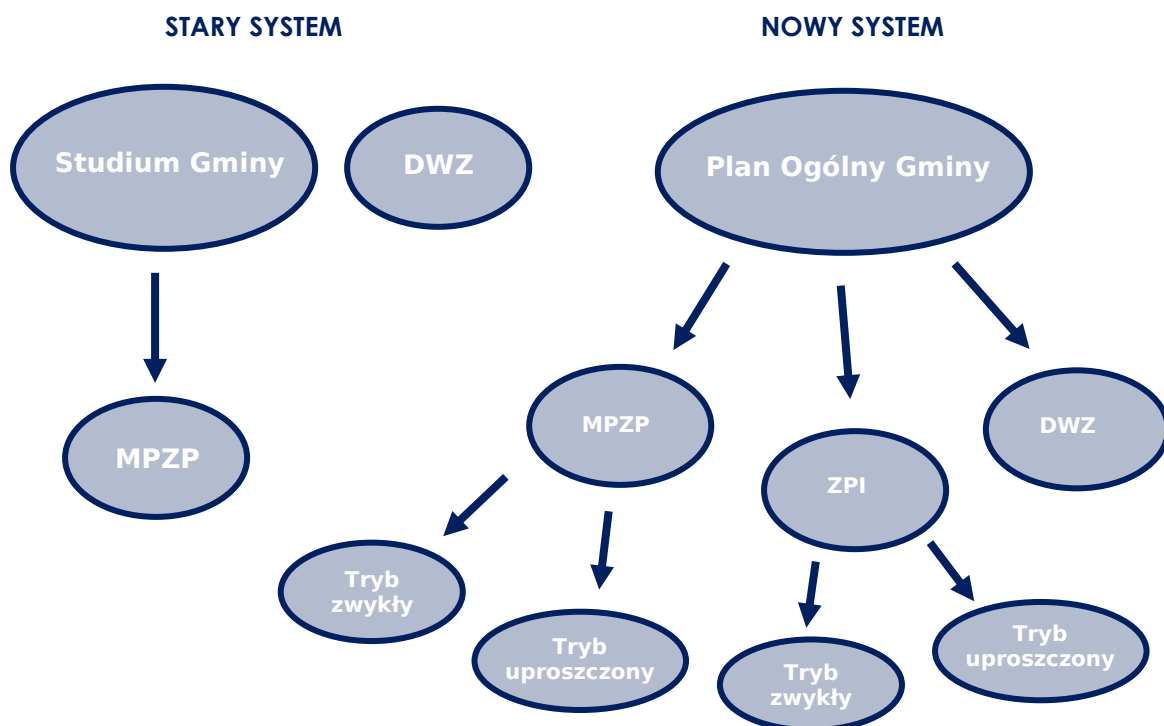 STARY SYSTEM
NOWY SYSTEM
Studium Gminy
DWZ
Plan Ogólny Gminy
MPZP
MPZP
ZPI
DWZ
Tryb
zwykły
Tryb
uproszczony
Tryb
zwykły
Tryb
uproszczony